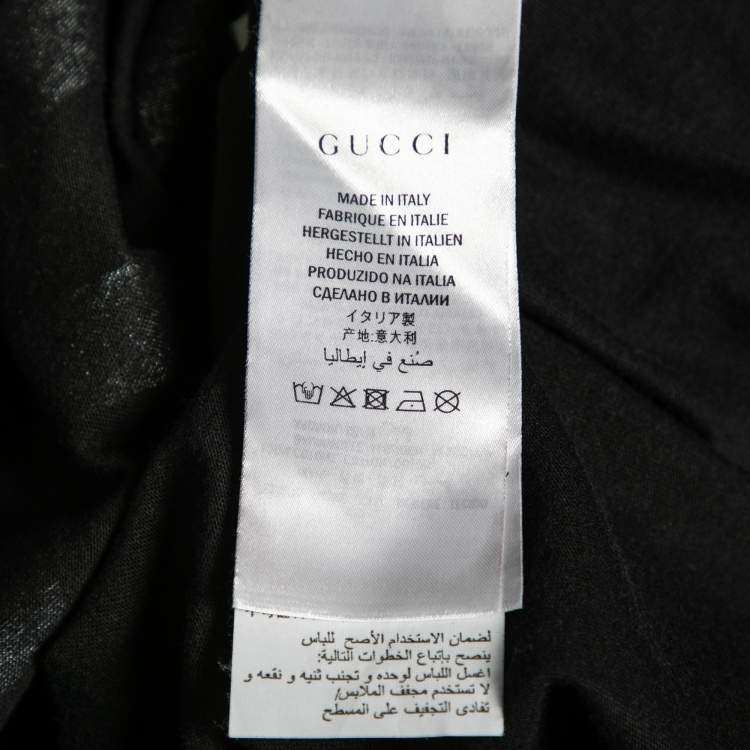 GUCCI
MADE IN ITALY
FABRIQUE EN ITALIE
HERGESTELLT IN ITALIEN
HECHO EN ITALIA
PRODUZIDO NA ITALIA
СДЕЛАНО В ИТАЛИИ
イタリア製
产地:意大利
صُنع في إيطاليا
لضمان الاستخدام الأصح للباس
ينصح بإتباع الخطوات التالية:
اغسل اللباس لوحده و تجنب ثنيه و نقعه و
لا تستخدم مجفف الملابس/
تفادى التجفيف على المسطح